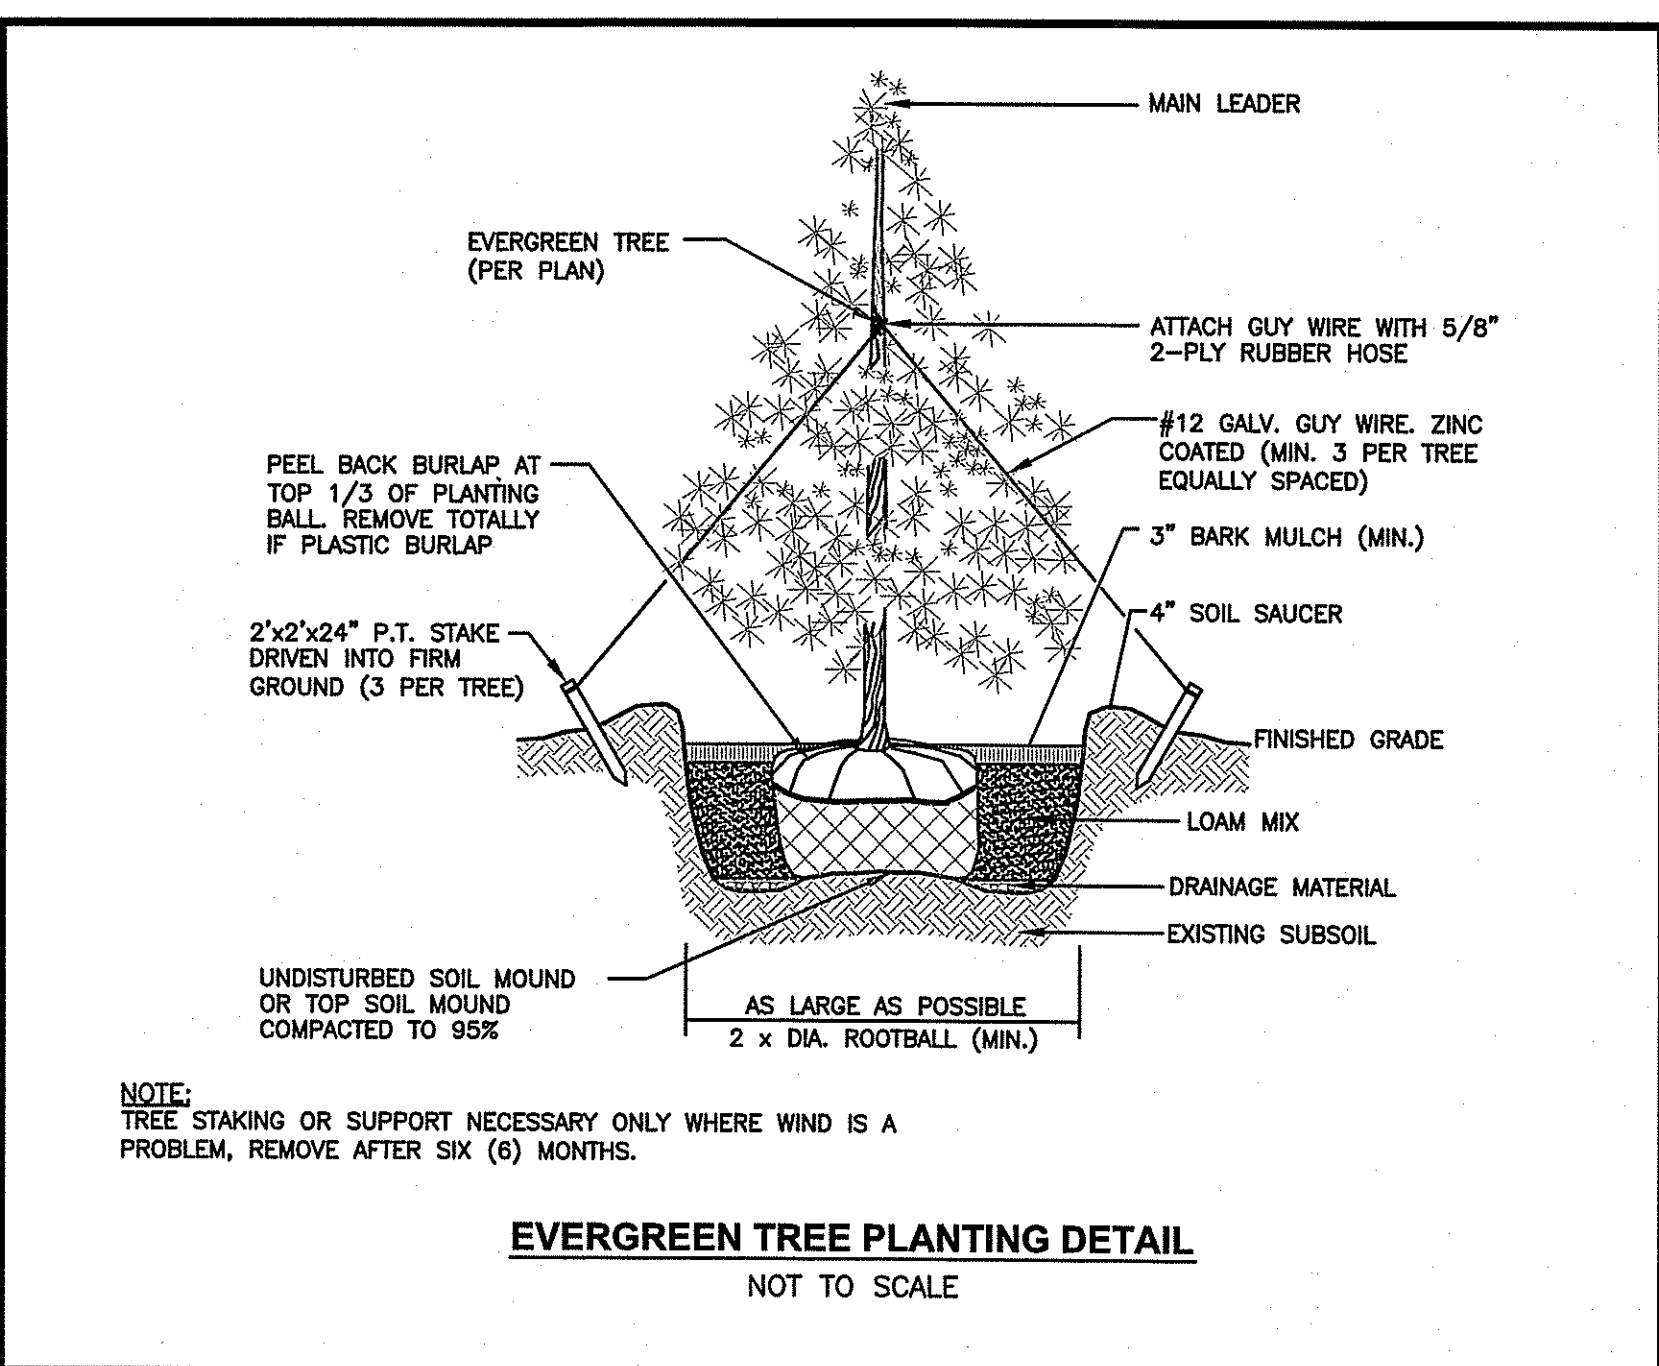 MAIN LEADER
EVERGREEN TREE
(PER PLAN)
ATTACH GUY WIRE WITH 5/8"
2-PLY RUBBER HOSE
#12 GALV. GUY WIRE. ZINC
COATED (MIN. 3 PER TREE
EQUALLY SPACED)
PEEL BACK BURLAP AT
TOP 1/3 OF PLANTING
BALL. REMOVE TOTALLY
IF PLASTIC BURLAP
3" BARK MULCH (MIN.)
4" SOIL SAUCER
2'x2'x24" P.T. STAKE
DRIVEN INTO FIRM
GROUND (3 PER TREE)
FINISHED GRADE
LOAM MIX
DRAINAGE MATERIAL
EXISTING SUBSOIL
UNDISTURBED SOIL MOUND
OR TOP SOIL MOUND
COMPACTED TO 95%
AS LARGE AS POSSIBLE
2 x DIA. ROOTBALL (MIN.)
NOTE:
TREE STAKING OR SUPPORT NECESSARY ONLY WHERE WIND IS A
PROBLEM, REMOVE AFTER SIX (6) MONTHS.
EVERGREEN TREE PLANTING DETAIL
NOT TO SCALE